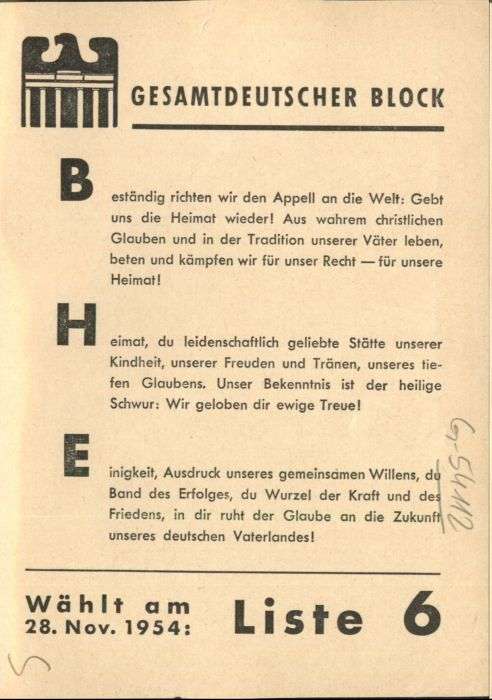 GESAMTDEUTSCHER BLOCK
Beständig richten wir den Appell an die Welt: Gebt
uns die Heimat wieder! Aus wahrem christlichen
Glauben und in der Tradition unserer Väter leben,
beten und kämpfen wir für unser Recht — für unsere
Heimat!
Heimat, du leidenschaftlich geliebte Stätte unserer
Kindheit, unserer Freuden und Tränen, unseres tie-
fen Glaubens. Unser Bekenntnis ist der heilige
Schwur: Wir geloben dir ewige Treue!
Einigkeit, Ausdruck unseres gemeinsamen Willens, du
Band des Erfolges, du Wurzel der Kraft und des
Friedens, in dir ruht der Glaube an die Zukunft
unseres deutschen Vaterlandes!
Wählt am
28. Nov. 1954:
Liste 6